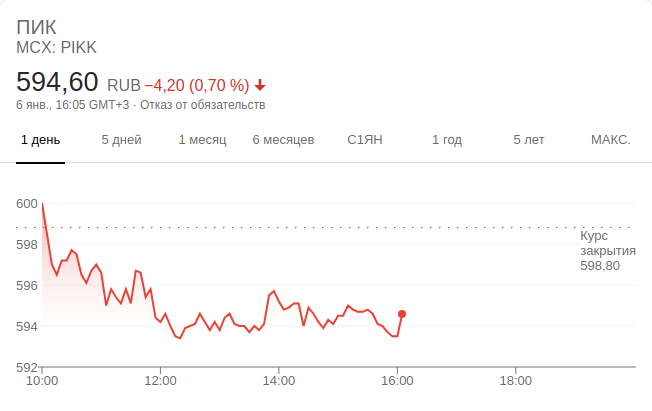 ПИК
MCX: PIKK
594,60 RUB −4,20 (0,70 %)
6 янв., 16:05 GMT+3 · Отказ от обязательств
1 день 5 дней 1 месяц 6 месяцев С1ЯН 1 год 5 лет МАКС.
600
Курс
598
закрытия
598,80
596
594
592
10:00 12:00 14:00 16:00 18:00